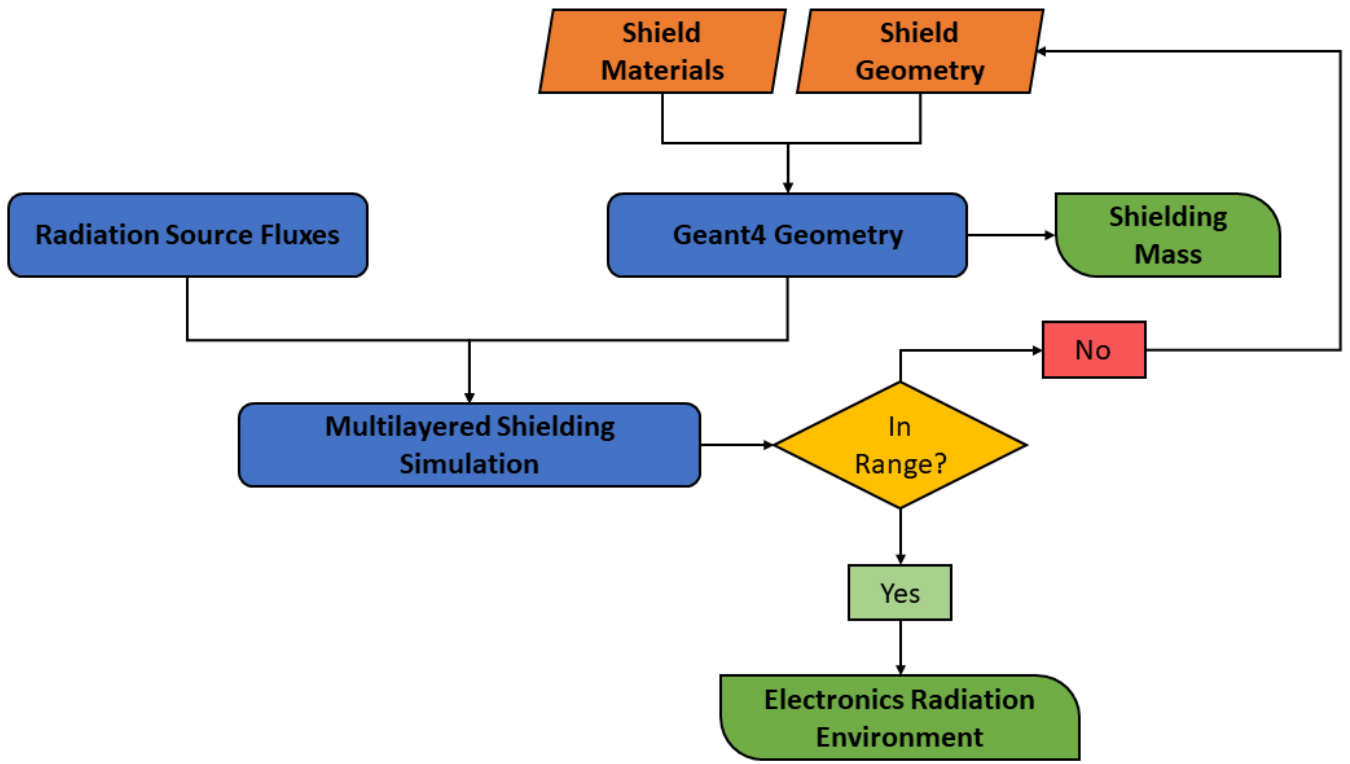 Shield
Materials
Shield
Geometry
Radiation Source Fluxes
Geant4 Geometry
Shielding
Mass
No
Multilayered Shielding
Simulation
In
Range?
Yes
Electronics Radiation
Environment